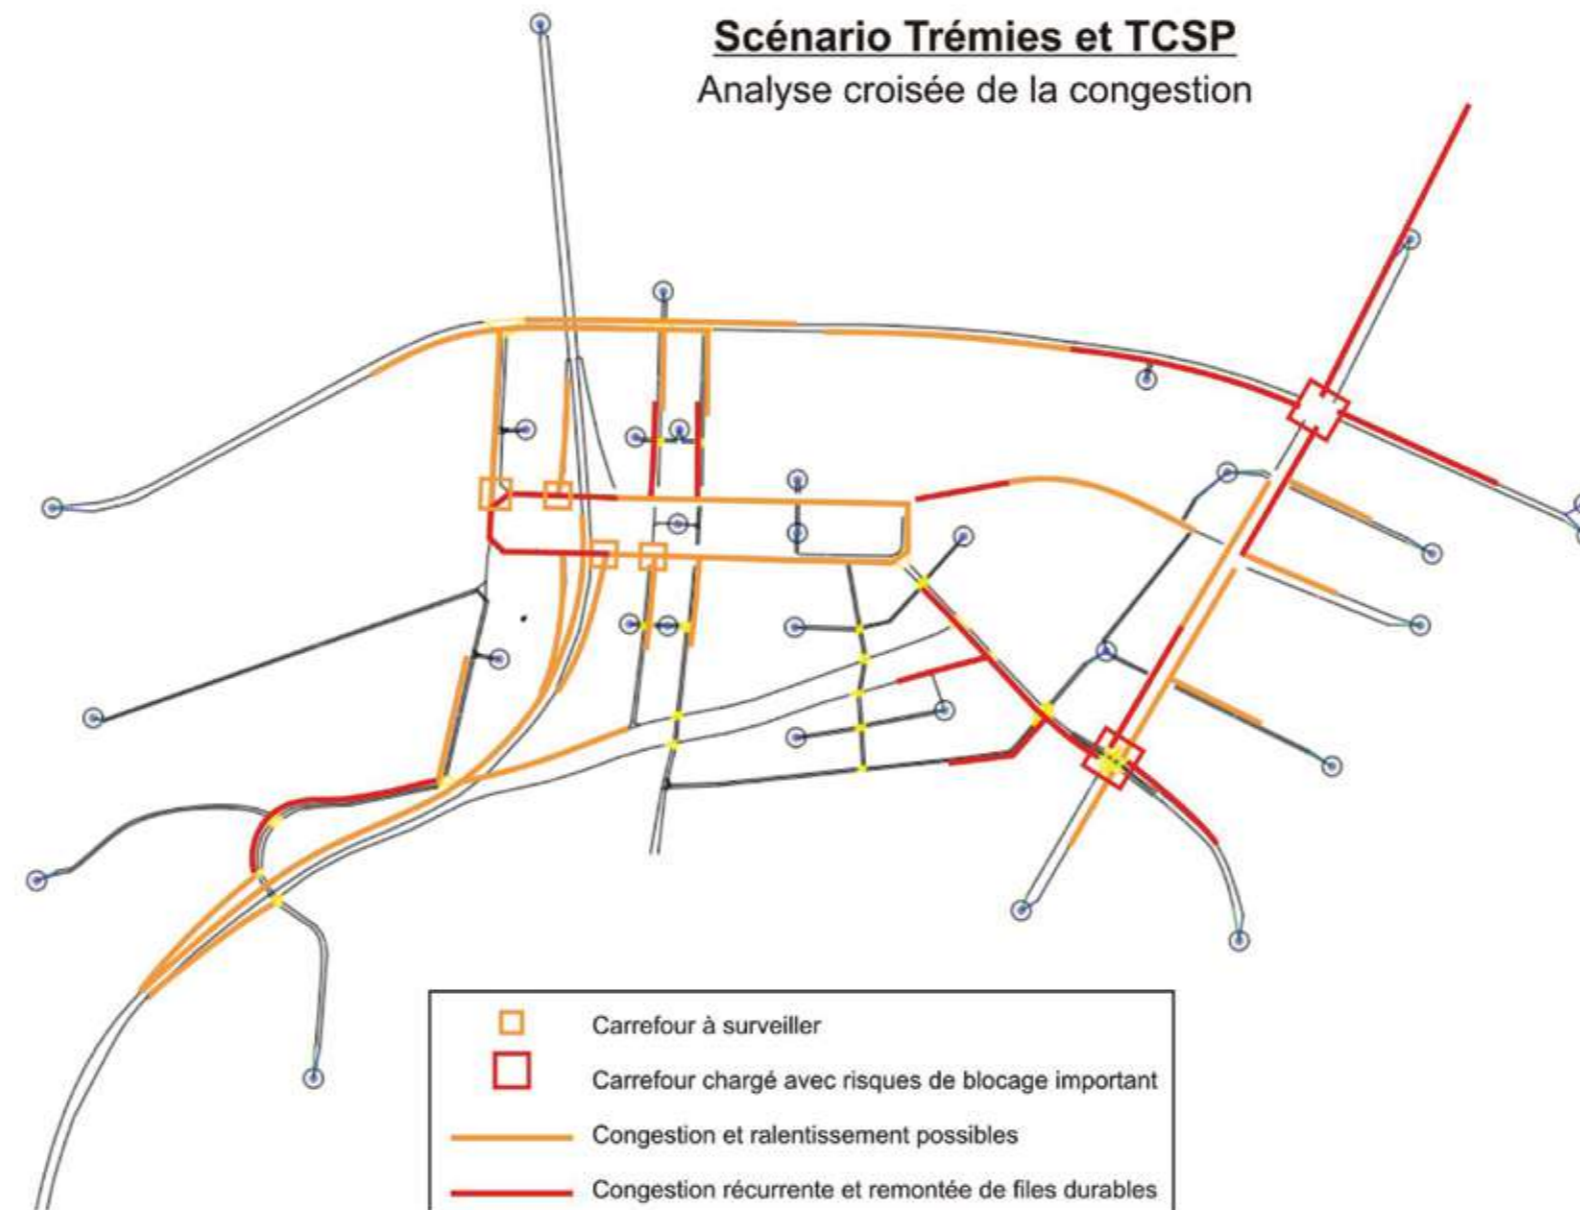 Scénario Trémies et TCSP
Analyse croisée de la congestion
Carrefour à surveiller
Carrefour chargé avec risques de blocage important
Congestion et ralentissement possibles
Congestion récurrente et remontée de files durables